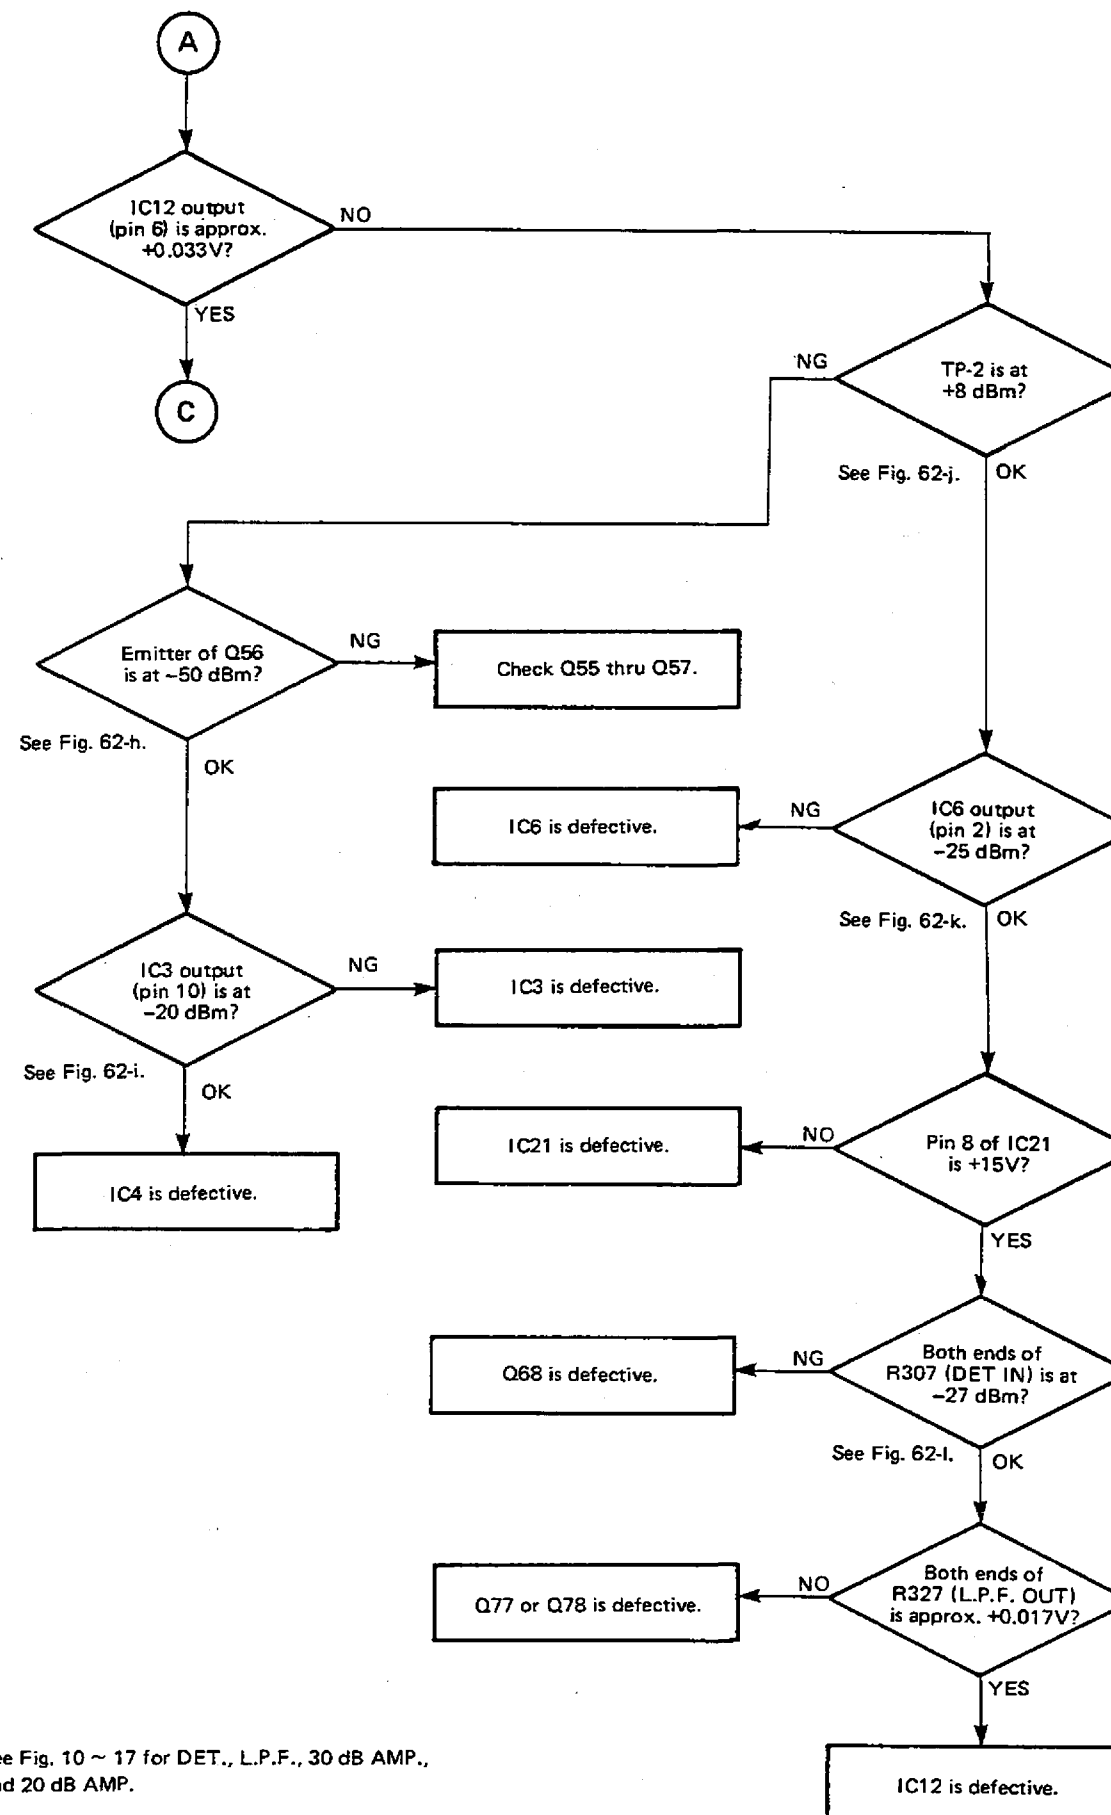 A
IC12 output
(pin 6) is approx.
+0.033V?
NO
YES
C
TP-2 is at
+8 dBm?
NG
See Fig. 62-j.
OK
Emitter of Q56
is at -50 dBm?
NG
Check Q55 thru Q57.
See Fig. 62-h.
OK
IC6 output
(pin 2) is at
-25 dBm?
NG
IC6 is defective.
See Fig. 62-k.
OK
IC3 output
(pin 10) is at
-20 dBm?
NG
IC3 is defective.
See Fig. 62-i.
OK
IC4 is defective.
Pin 8 of IC21
is +15V?
NO
IC21 is defective.
YES
Both ends of
R307 (DET IN) is at
-27 dBm?
NG
Q68 is defective.
See Fig. 62-l.
OK
Both ends of
R327 (L.P.F. OUT)
is approx. +0.017V?
NO
Q77 or Q78 is defective.
YES
IC12 is defective.
ee Fig. 10 ~ 17 for DET., L.P.F., 30 dB AMP.,
nd 20 dB AMP.